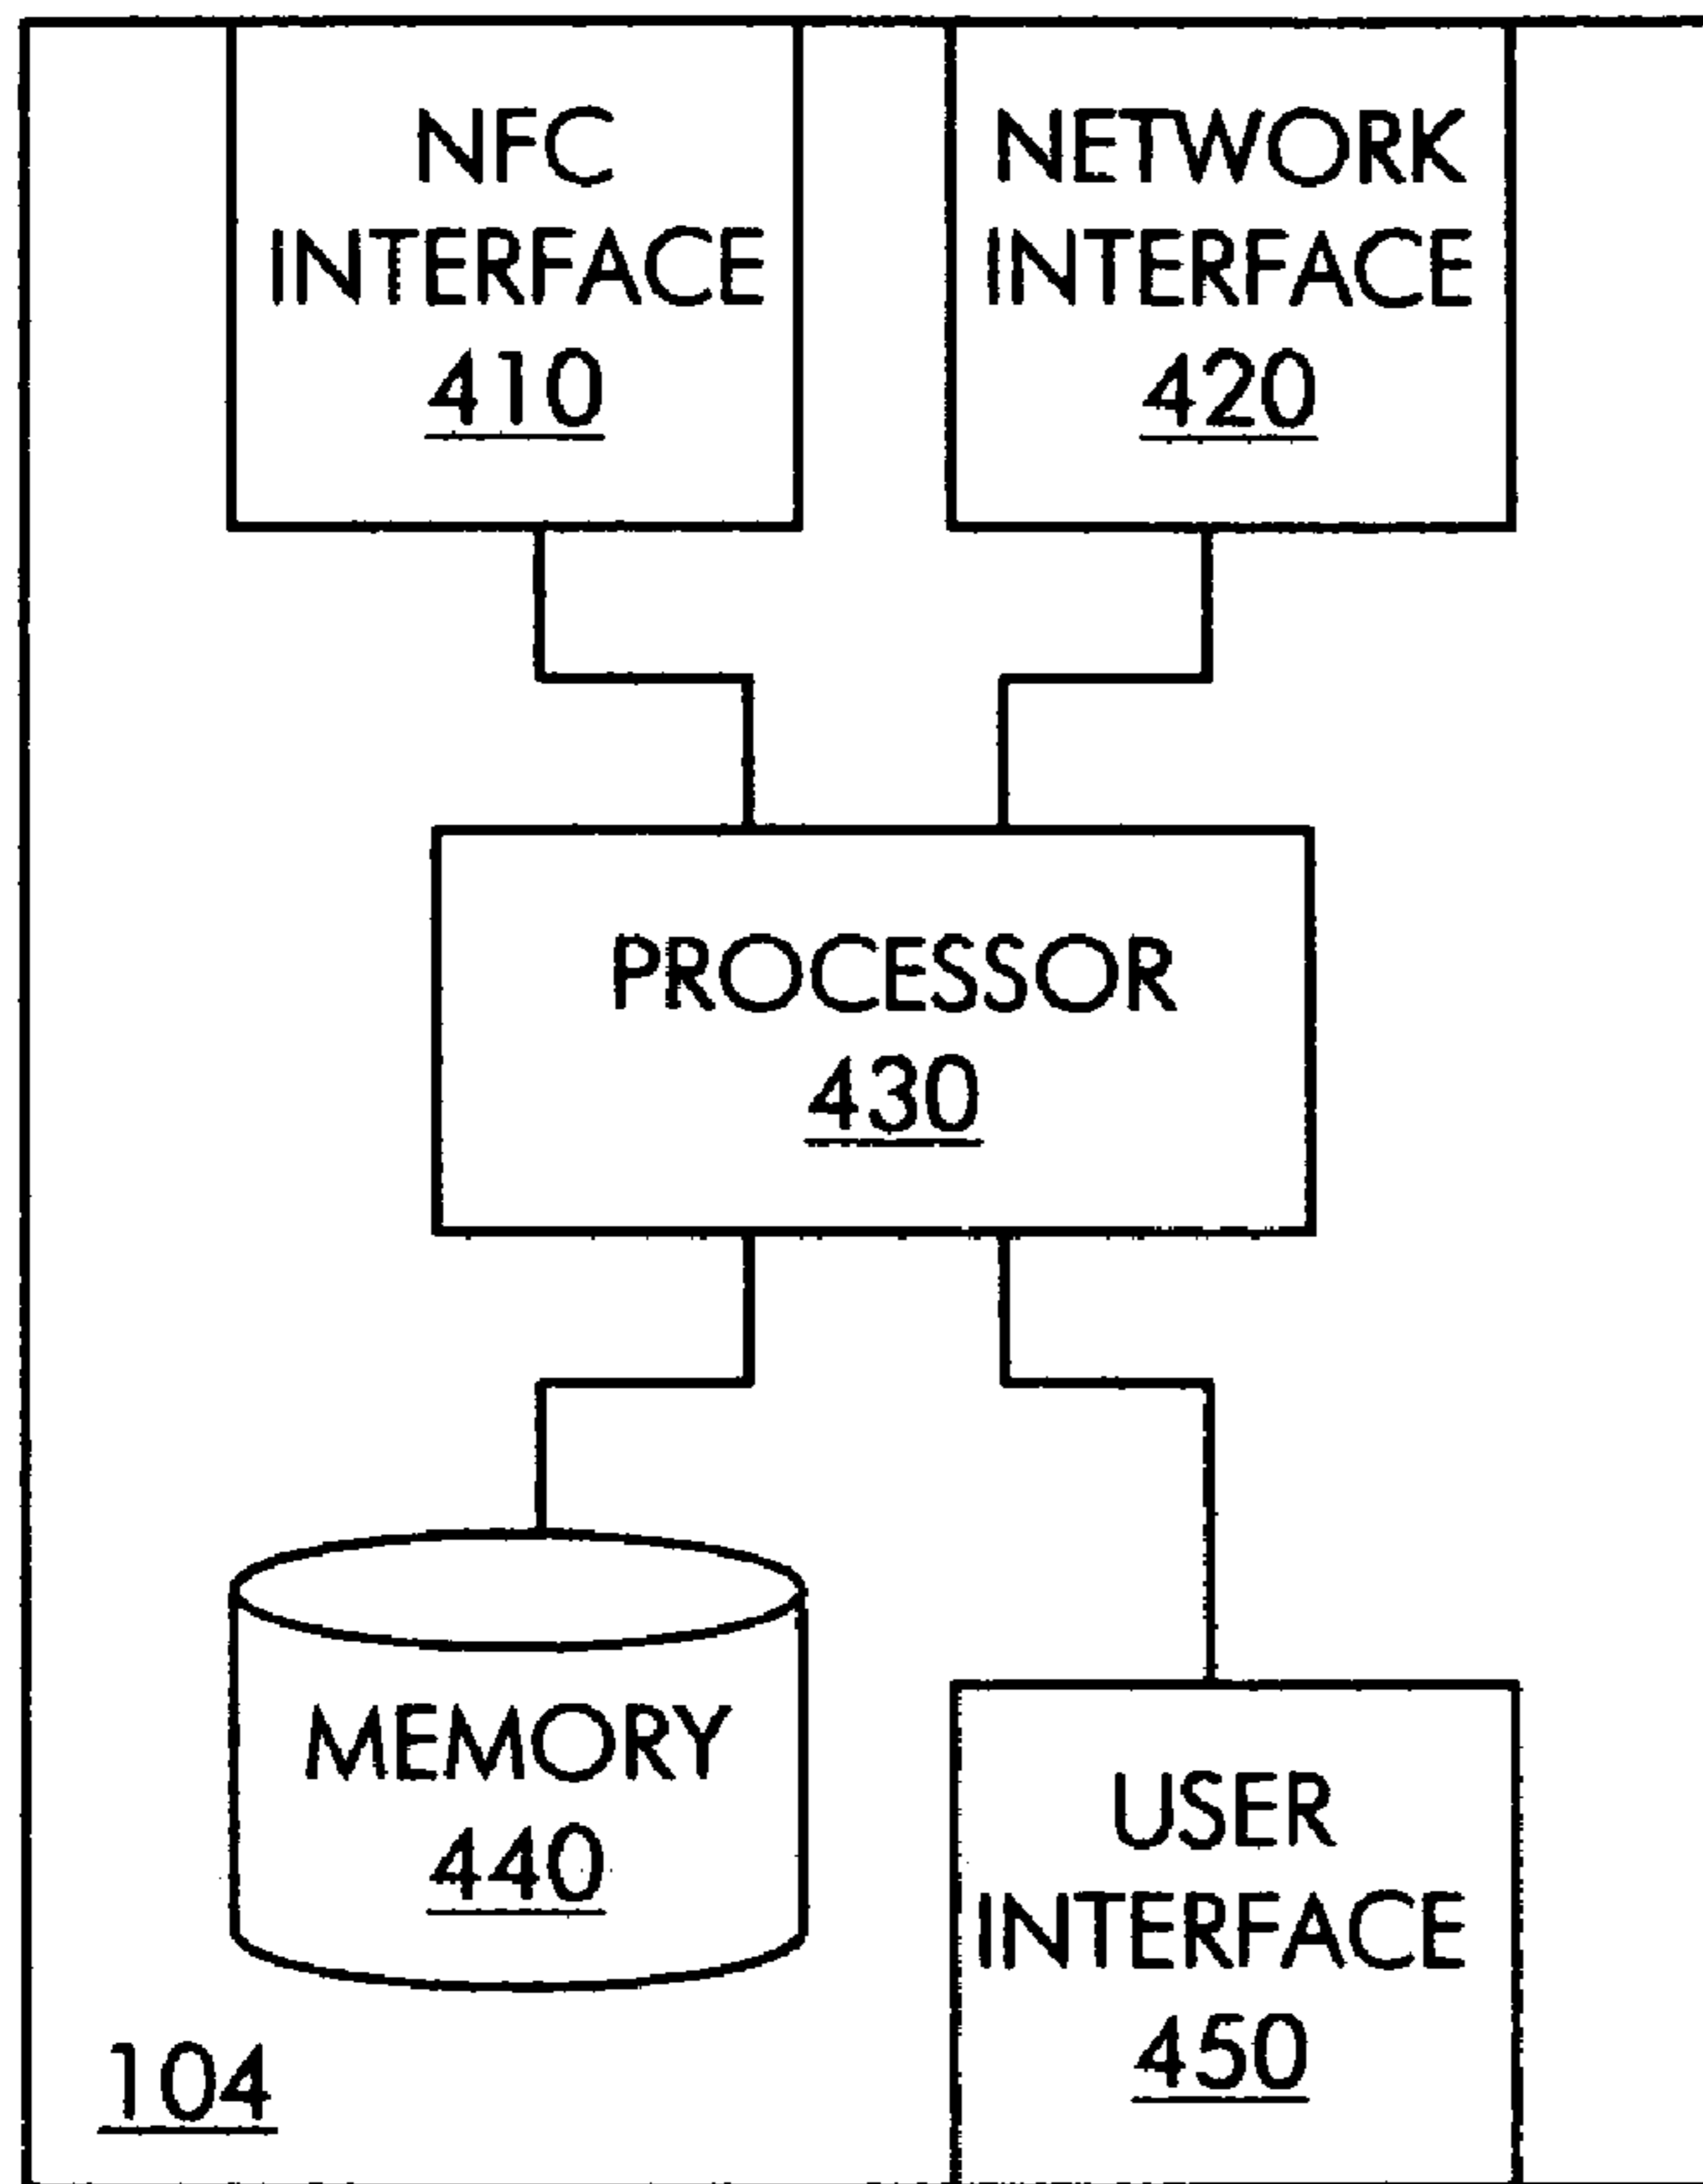 NFC
INTERFACE
410
NETWORK
INTERFACE
420
PROCESSOR
430
MEMORY
440
USER
INTERFACE
450
104